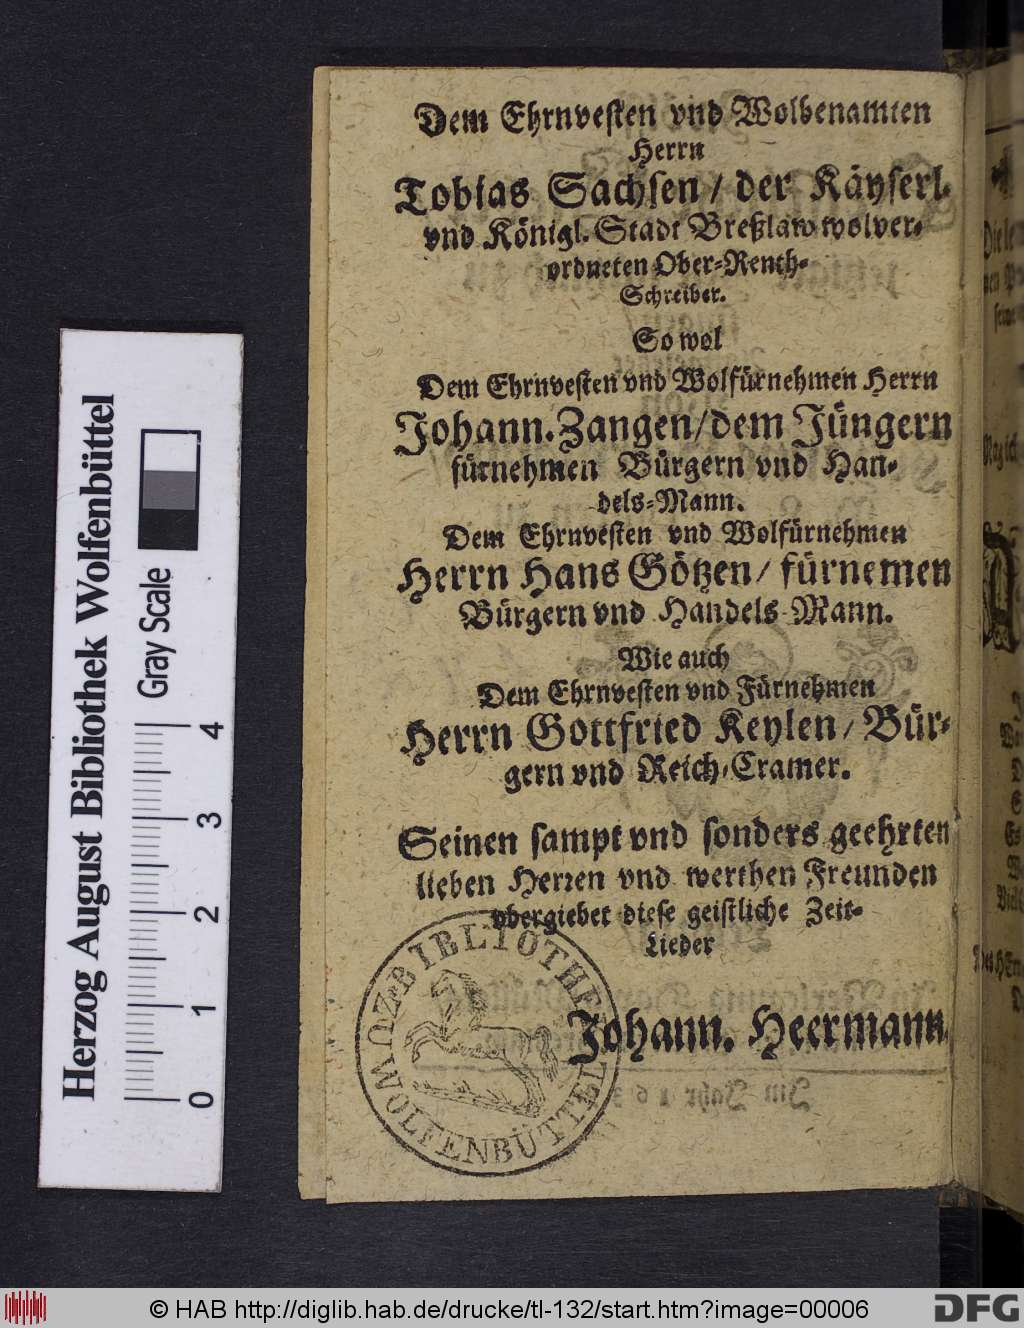 Dem Ehrnvesten vnd Wolbenamten
Herrn
Tobias Sachsen / der Käyserl.
vnd Königl. Stadt Breßlaw wolver-
ordneten Ober-Renth-
Schreiber.
So wol
Dem Ehrnvesten vnd Wolfürnehmen Herrn
Johann. Zangen / dem Jüngern
fürnehmen Bürgern vnd Han-
dels-Mann.
Dem Ehrnvesten vnd Wolfürnehmen
Herrn Hans Götzen / fürnemen
Bürgern vnd Handels-Mann.
Wie auch
Dem Ehrnvesten vnd Fürnehmen
Herrn Gottfried Keylen / Bür-
gern vnd Reich-Cramer.
Seinen sampt vnd sonders geehrten
lieben Herren vnd werthen Freunden
vbergiebet diese geistliche Zeit-
Lieder
Johann. Heermann.
BIBLIOTHE
WOLFENBÜTTEL
Herzog August Bibliothek Wolfenbüttel
Gray Scale
0 1 2 3 4
© HAB http://diglib.hab.de/drucke/tl-132/start.htm?image=00006
DFG